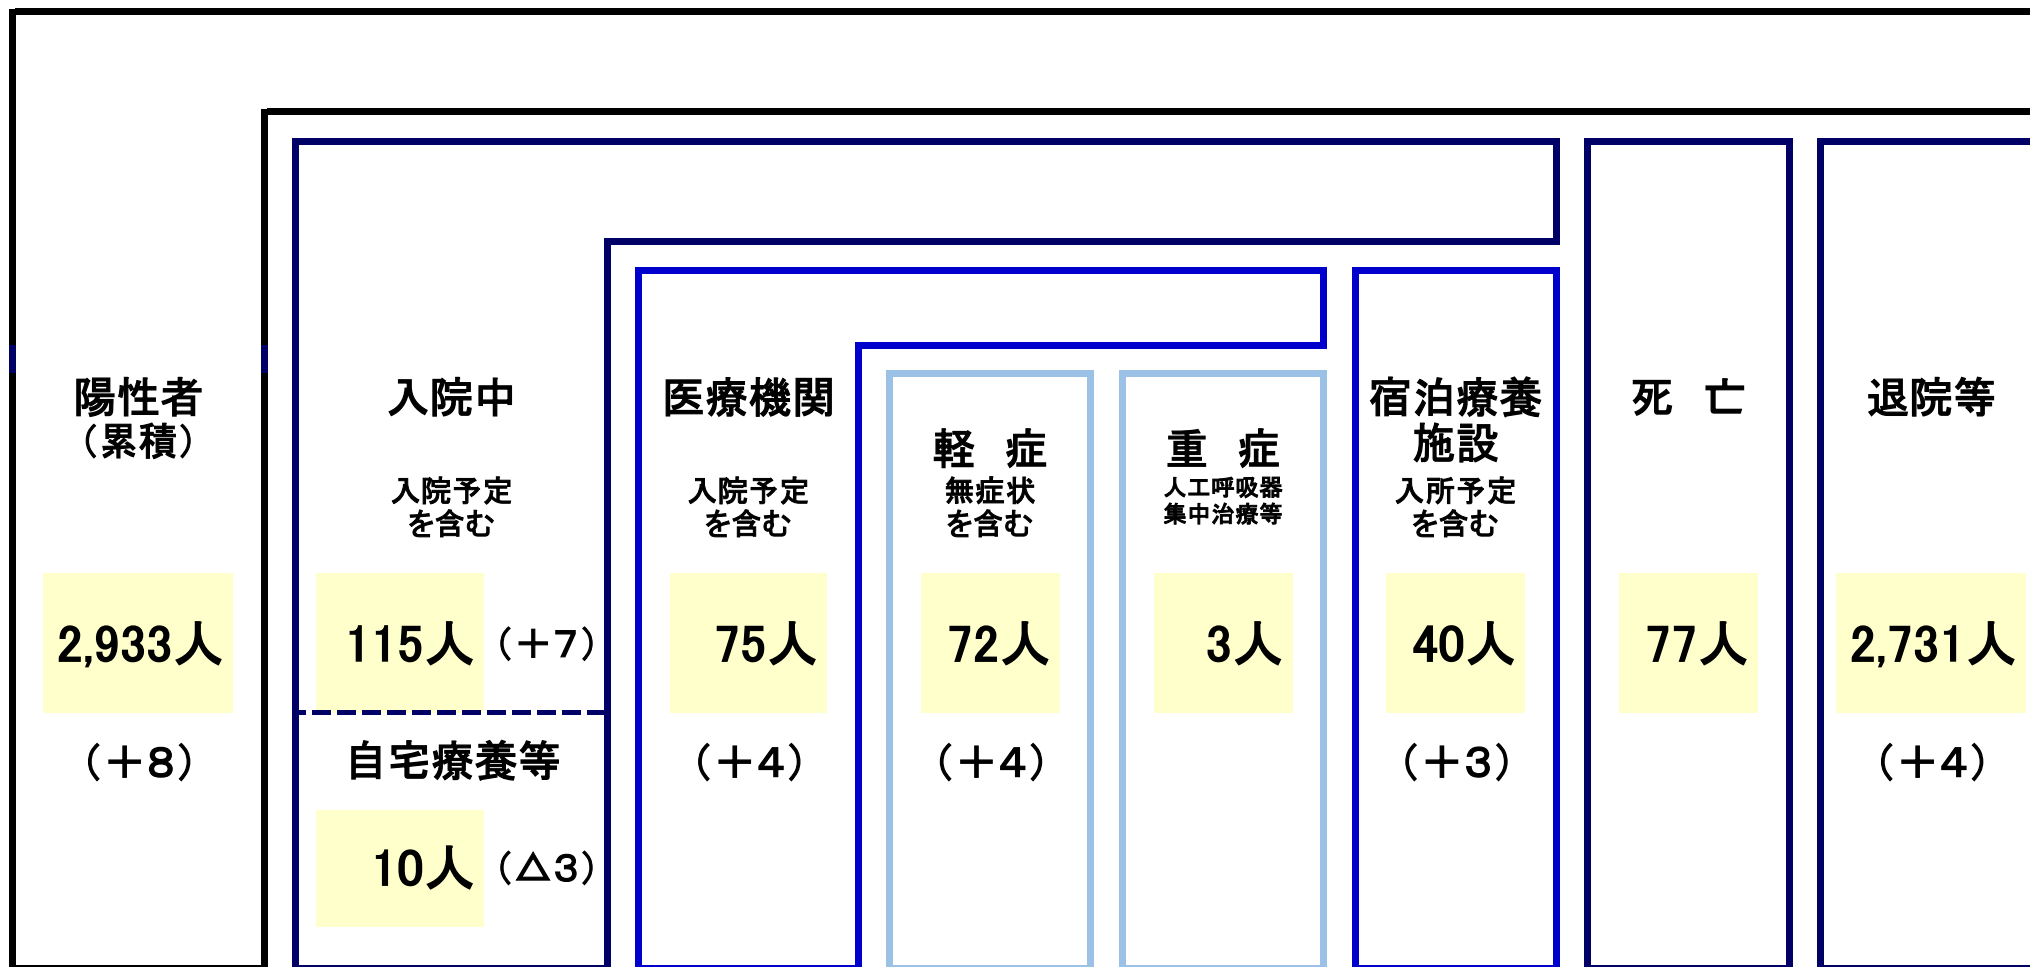 陽性者
（累積）
2,933人
（＋8）
入院中
入院予定
を含む
115人（＋7）
自宅療養等
10人（△3）
医療機関
入院予定
を含む
75人
（＋4）
軽 症
無症状
を含む
72人
（＋4）
重 症
人工呼吸器
集中治療等
3人
宿泊療養
施設
入所予定
を含む
40人
（＋3）
死 亡
77人
退院等
2,731人
（＋4）